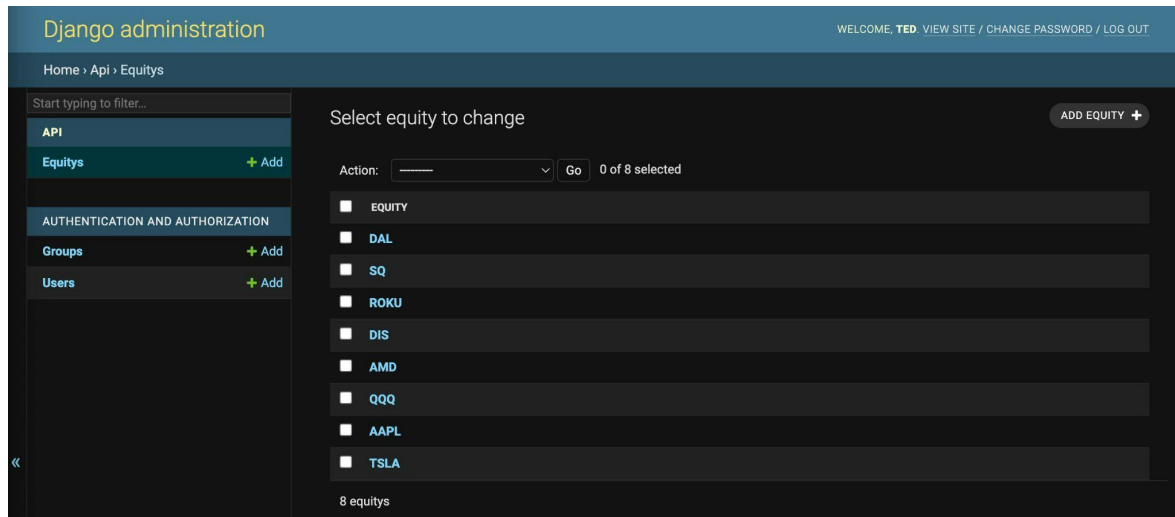 Django administration
WELCOME, TED. VIEW SITE / CHANGE PASSWORD / LOG OUT
Home › Api › Equitys
Start typing to filter...
API
Equitys + Add
AUTHENTICATION AND AUTHORIZATION
Groups + Add
Users + Add
«
Select equity to change
ADD EQUITY +
Action: --------- Go 0 of 8 selected
EQUITY
DAL
SQ
ROKU
DIS
AMD
QQQ
AAPL
TSLA
8 equitys